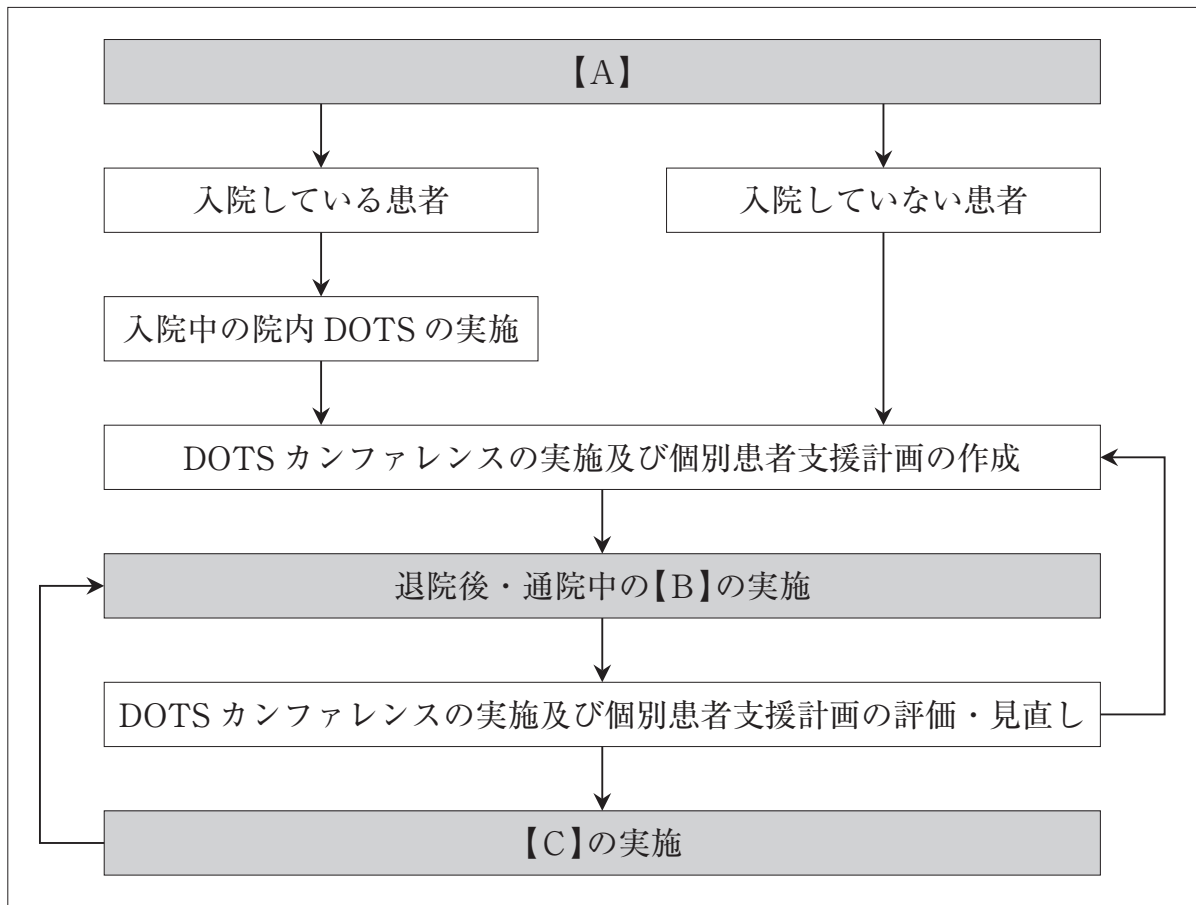 【A】
入院している患者
入院していない患者
入院中の院内 DOTS の実施
DOTS カンファレンスの実施及び個別患者支援計画の作成
退院後・通院中の【B】の実施
DOTS カンファレンスの実施及び個別患者支援計画の評価・見直し
【C】の実施